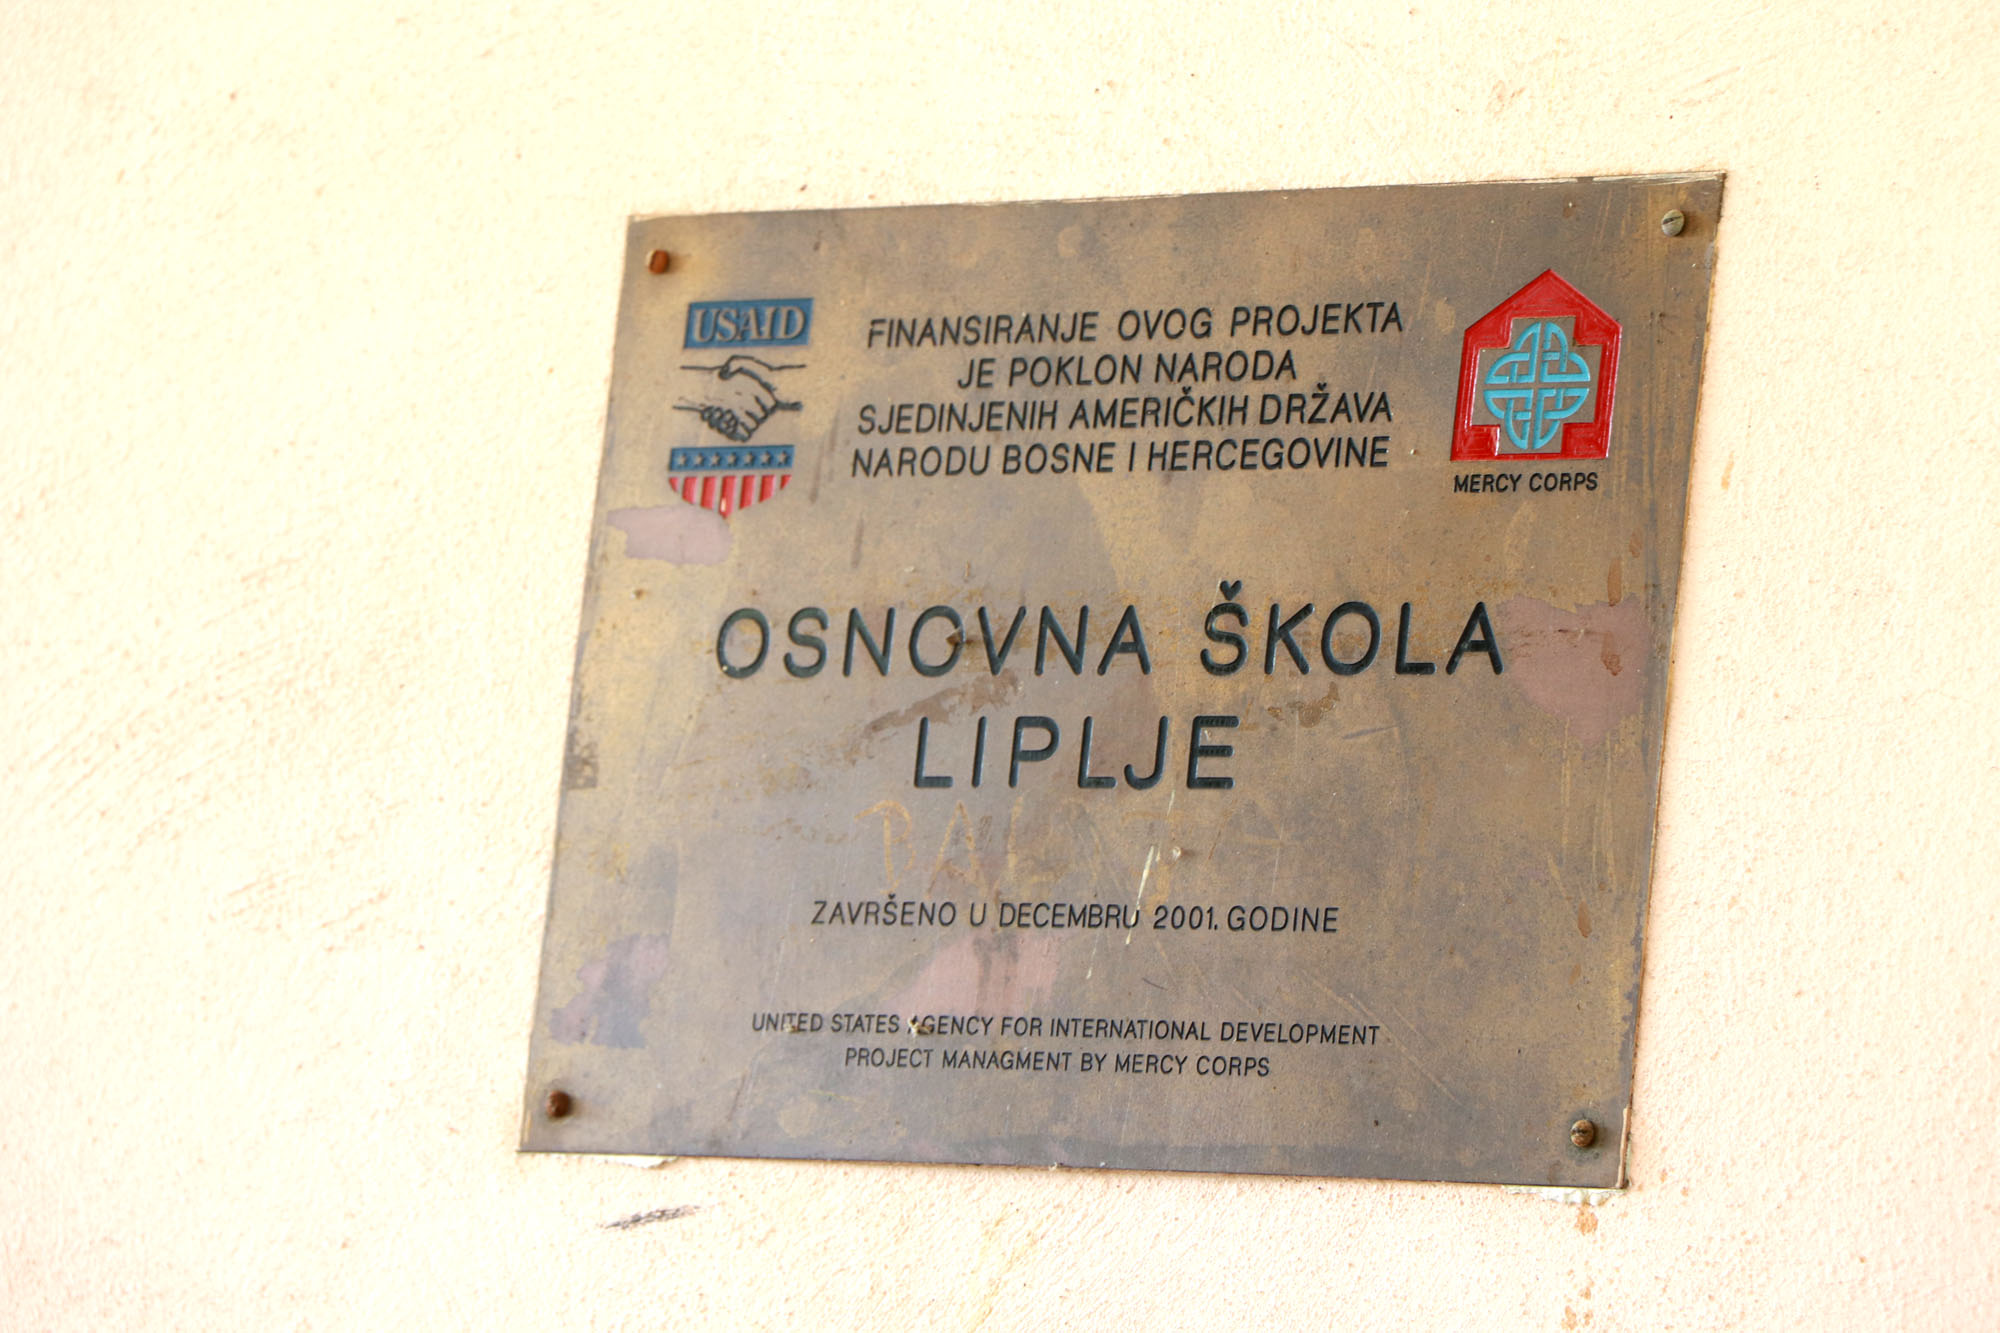 USAID
FINANSIRANJE OVOG PROJEKTA
JE POKLON NARODA
SJEDINJENIH AMERIČKIH DRŽAVA
NARODU BOSNE I HERCEGOVINE
MERCY CORPS
OSNOVNA ŠKOLA
LIPLJE
ZAVRŠENO U DECEMBRU 2001. GODINE
UNITED STATES AGENCY FOR INTERNATIONAL DEVELOPMENT
PROJECT MANAGMENT BY MERCY CORPS